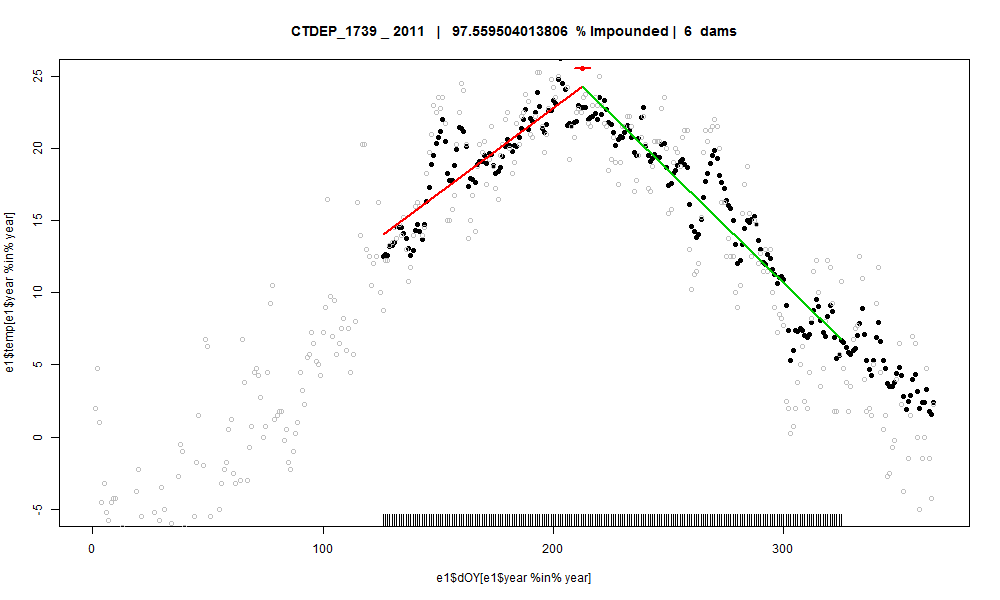 CTDEP_1739 _ 2011 | 97.559504013806 % Impounded | 6 dams
e1$temp[e1$year %in% year]
25
20
15
10
5
0
-5
0 100 200 300
e1$dOY[e1$year %in% year]